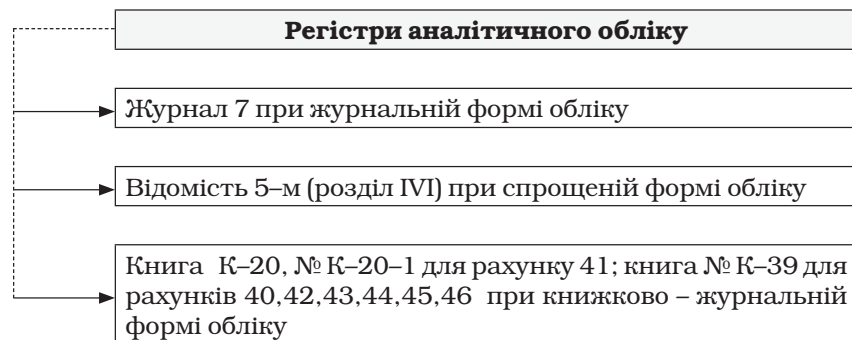 Регістри аналітичного обліку
Журнал 7 при журнальній формі обліку
Відомість 5–м (розділ IVI) при спрощеній формі обліку
Книга К–20, № К–20–1 для рахунку 41; книга № К–39 для
рахунків 40,42,43,44,45,46 при книжково – журнальній
формі обліку